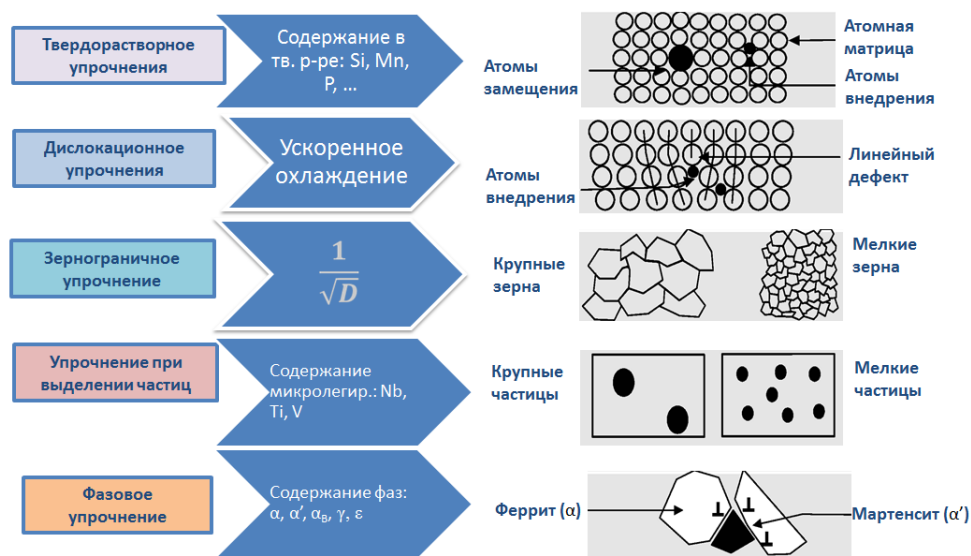 Твердорастворное
упрочнения
Содержание в
тв. р-ре: Si, Mn,
P, ...
Атомы
замещения
Атомная
матрица
Атомы
внедрения
Дислокационное
упрочнения
Ускоренное
охлаждение
Атомы
внедрения
Линейный
дефект
Зернограничное
упрочнение
1
√D
Крупные
зерна
Мелкие
зерна
Упрочнение при
выделении частиц
Содержание
микролегир.: Nb,
Ti, V
Крупные
частицы
Мелкие
частицы
Фазовое
упрочнение
Содержание фаз:
α, α’, αв, γ, ε
Феррит (α)
Мартенсит (α’)